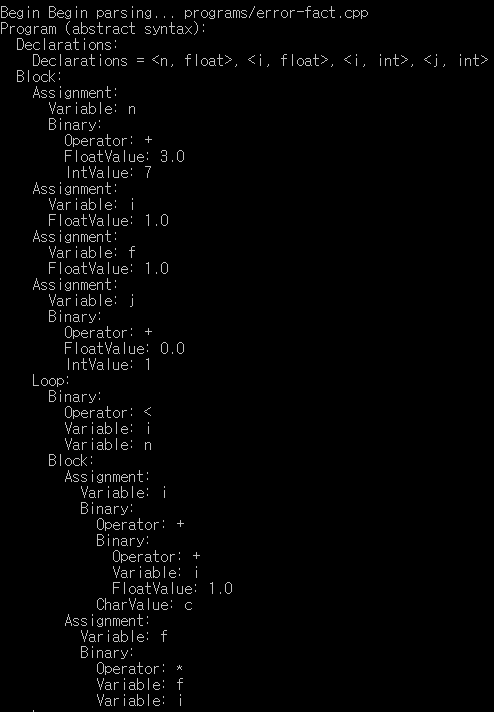 Begin Begin parsing... programs/error-fact.cpp
Program (abstract syntax):
  Declarations:
    Declarations = <n, float>, <i, float>, <i, int>, <j, int>
  Block:
    Assignment:
      Variable: n
      Binary:
        Operator: +
        FloatValue: 3.0
        IntValue: 7
    Assignment:
      Variable: i
      FloatValue: 1.0
    Assignment:
      Variable: f
      FloatValue: 1.0
    Assignment:
      Variable: j
      Binary:
        Operator: +
        FloatValue: 0.0
        IntValue: 1
    Loop:
      Binary:
        Operator: <
        Variable: i
        Variable: n
      Block:
        Assignment:
          Variable: i
          Binary:
            Operator: +
            Binary:
              Operator: +
              Variable: i
              FloatValue: 1.0
            CharValue: c
        Assignment:
          Variable: f
          Binary:
            Operator: *
            Variable: f
            Variable: i